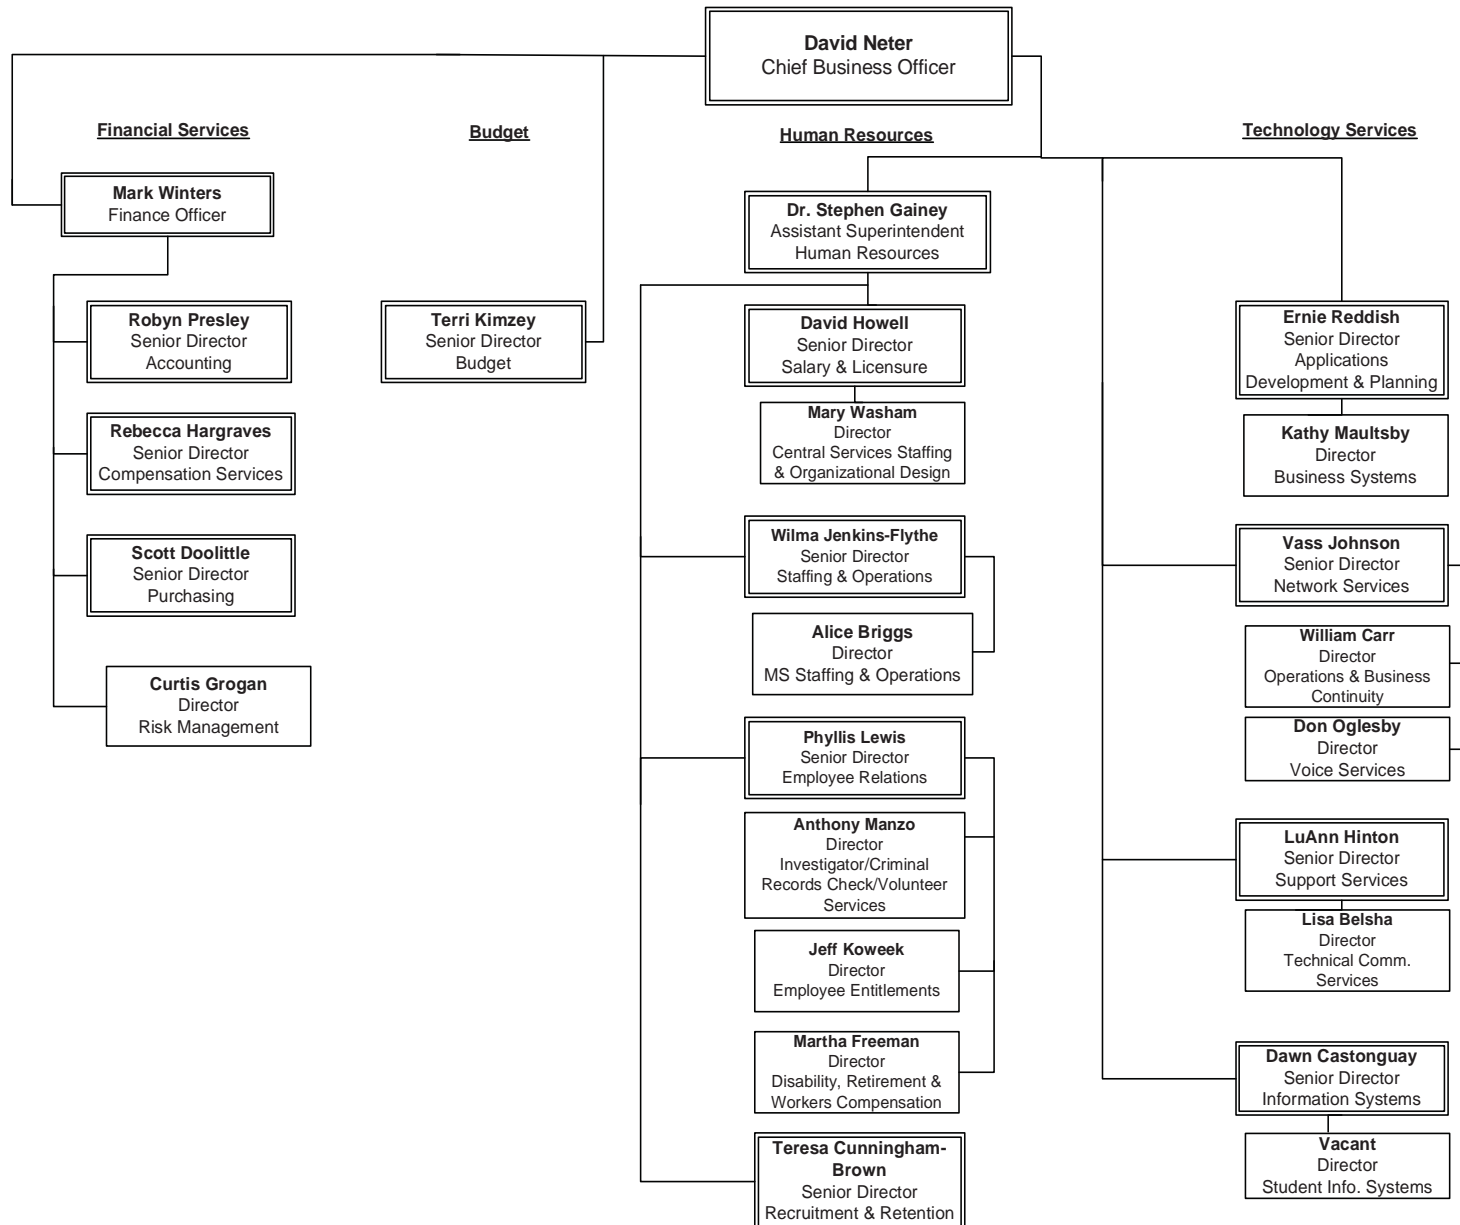 David Neter
Chief Business Officer
Financial Services
Mark Winters
Finance Officer
Robyn Presley
Senior Director
Accounting
Rebecca Hargraves
Senior Director
Compensation Services
Scott Doolittle
Senior Director
Purchasing
Curtis Grogan
Director
Risk Management
Budget
Terri Kimzey
Senior Director
Budget
Human Resources
Dr. Stephen Gainey
Assistant Superintendent
Human Resources
David Howell
Senior Director
Salary & Licensure
Mary Washam
Director
Central Services Staffing
& Organizational Design
Wilma Jenkins-Flythe
Senior Director
Staffing & Operations
Alice Briggs
Director
MS Staffing & Operations
Phyllis Lewis
Senior Director
Employee Relations
Anthony Manzo
Director
Investigator/Criminal
Records Check/Volunteer
Services
Jeff Koweek
Director
Employee Entitlements
Martha Freeman
Director
Disability, Retirement &
Workers Compensation
Teresa Cunningham-
Brown
Senior Director
Recruitment & Retention
Technology Services
Ernie Reddish
Senior Director
Applications
Development & Planning
Kathy Maultsby
Director
Business Systems
Vass Johnson
Senior Director
Network Services
William Carr
Director
Operations & Business
Continuity
Don Oglesby
Director
Voice Services
LuAnn Hinton
Senior Director
Support Services
Lisa Belsha
Director
Technical Comm.
Services
Dawn Castonguay
Senior Director
Information Systems
Vacant
Director
Student Info. Systems